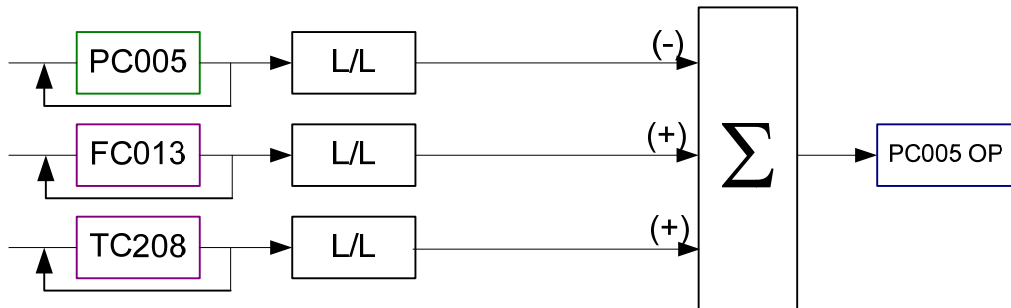 PC005 L/L (-)
FC013 L/L (+) Σ PC005 OP
TC208 L/L (+)